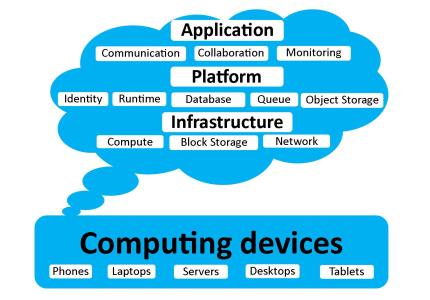 Application
Communication Collaboration Monitoring
Platform
Identity Runtime Database Queue Object Storage
Infrastructure
Compute Block Storage Network
Computing devices
Phones Laptops Servers Desktops Tablets